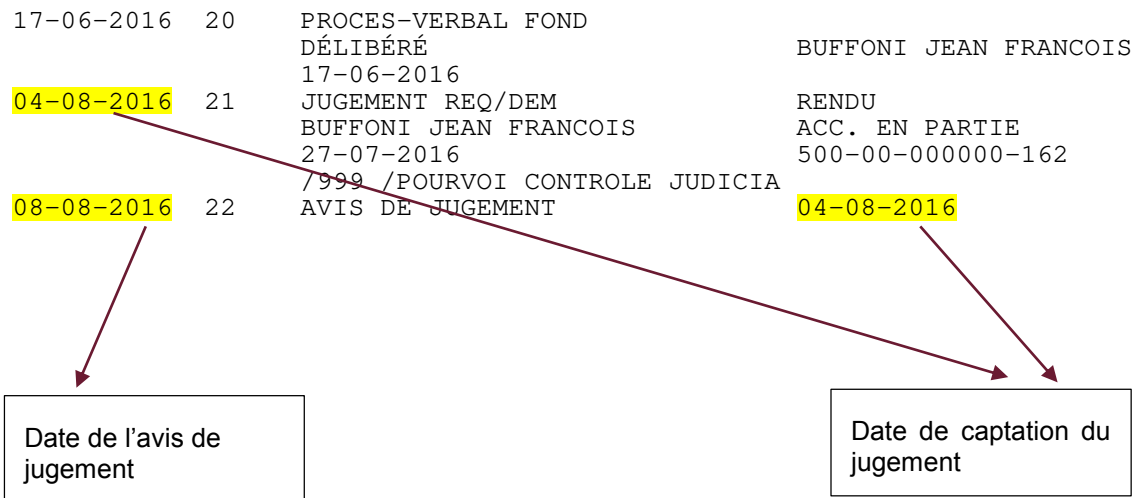 17-06-2016 20 PROCES-VERBAL FOND
DÉLIBÉRÉ BUFFONI JEAN FRANCOIS
17-06-2016
04-08-2016 21 JUGEMENT REQ/DEM RENDU
BUFFONI JEAN FRANCOIS ACC. EN PARTIE
27-07-2016 500-00-000000-162
/999 /POURVOI CONTROLE JUDICIA
08-08-2016 22 AVIS DE JUGEMENT 04-08-2016
Date de l’avis de
jugement
Date de captation du
jugement